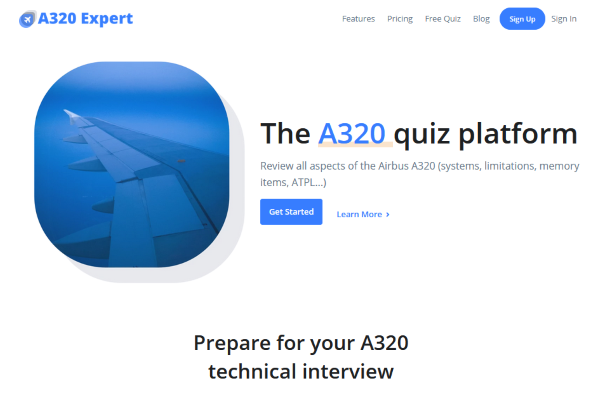 A320 Expert
Features Pricing Free Quiz Blog Sign Up Sign In
The A320 quiz platform
Review all aspects of the Airbus A320 (systems, limitations, memory
items, ATPL...)
Get Started Learn More ›
Prepare for your A320
technical interview